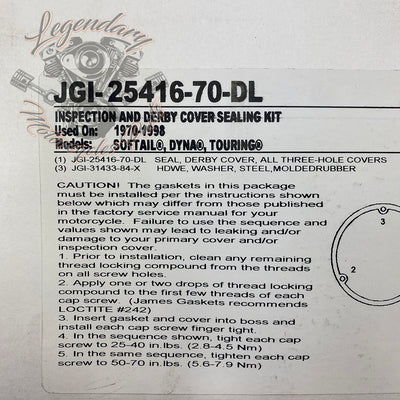 Legendary
Motorcycles
JGI- 25416-70-DL
INSPECTION AND DERBY COVER SEALING KIT
Used On: 1970-1998
Models: SOFTAIL®, DYNA®, TOURING®
(1) JGI-25416-70-DL SEAL, DERBY COVER, ALL THREE-HOLE COVERS
(3) JGI-31433-84-X HDWE, WASHER, STEEL,MOLDEDRUBBER
CAUTION! The gaskets in this package
must be installed per the instructions shown
below which may differ from those published
in the factory service manual for your
motorcycle. Failure to use the sequence and
values shown may lead to leaking and/or
damage to your primary cover and/or
inspection cover.
1. Prior to installation, clean any remaining
thread locking compound from the threads
on all screw holes.
2. Apply one or two drops of thread locking
compound to the first few threads of each
cap screw. (James Gaskets recommends
LOCTITE #242)
3. Insert gasket and cover into boss and
install each cap screw finger tight.
4. In the sequence shown, tight each cap
screw to 25-40 in.lbs. (2.8-4.5 Nm)
5. In the same sequence, tighten each cap
screw to 50-70 in.lbs. (5.6-7.9 Nm)
3
2